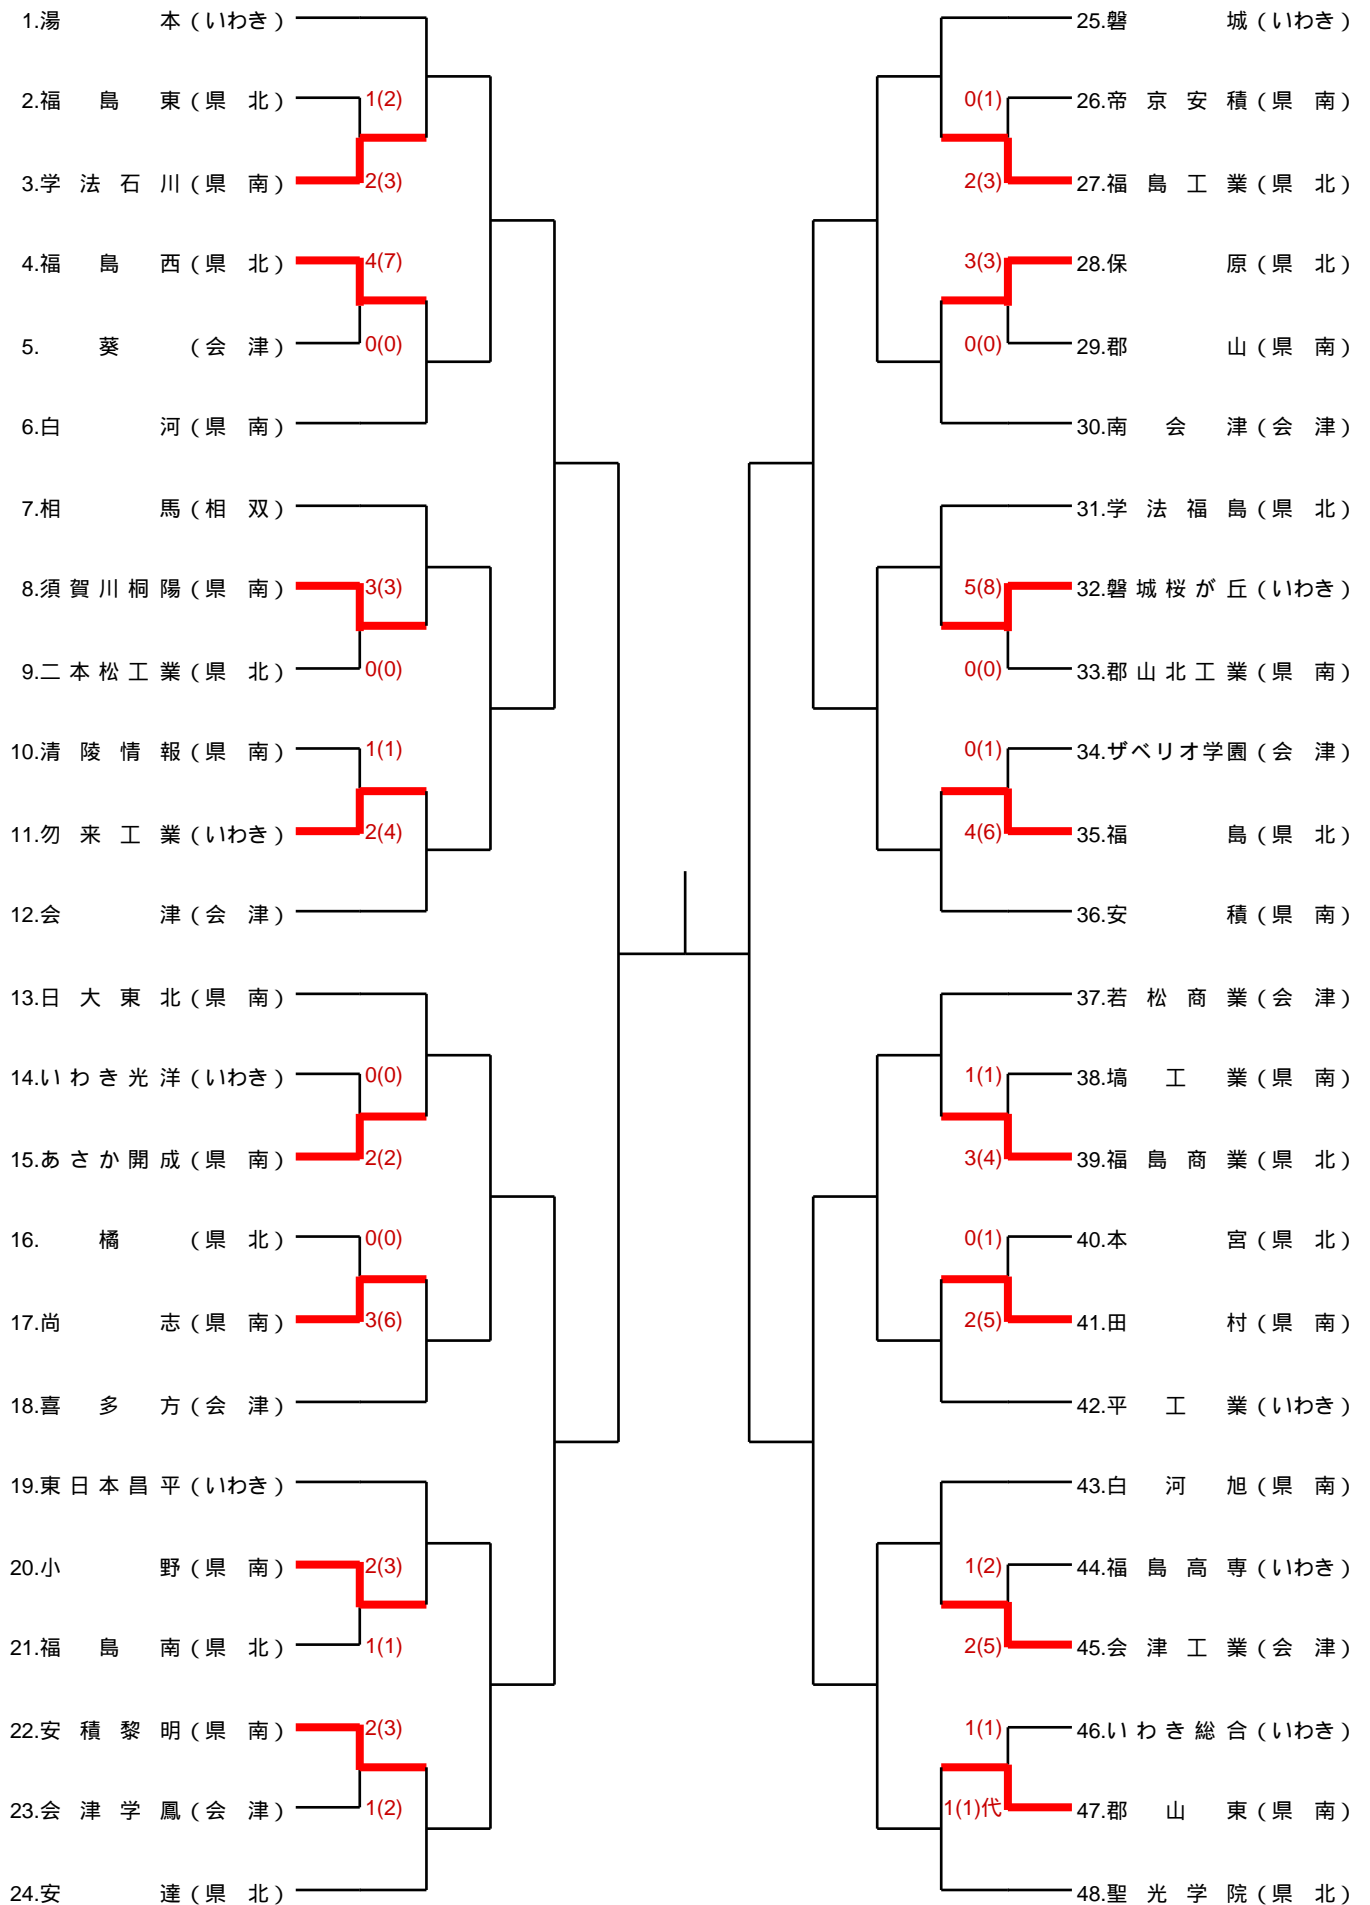 1.湯本(いわき)
2.福島東(県北) 1(2)
3.学法石川(県南) 2(3)
4.福島西(県北) 4(7)
5.葵(会津) 0(0)
6.白河(県南)
7.相馬(相双)
8.須賀川桐陽(県南) 3(3)
9.二本松工業(県北) 0(0)
10.清陵情報(県南) 1(1)
11.勿来工業(いわき) 2(4)
12.会津(会津)
13.日大東北(県南)
14.いわき光洋(いわき) 0(0)
15.あさか開成(県南) 2(2)
16.橘(県北) 0(0)
17.尚志(県南) 3(6)
18.喜多方(会津)
19.東日本昌平(いわき)
20.小野(県南) 2(3)
21.福島南(県北) 1(1)
22.安積黎明(県南) 2(3)
23.会津学鳳(会津) 1(2)
24.安達(県北)
25.磐城(いわき)
0(1) 26.帝京安積(県南)
2(3) 27.福島工業(県北)
3(3) 28.保原(県北)
0(0) 29.郡山(県南)
30.南会津(会津)
31.学法福島(県北)
5(8) 32.磐城桜が丘(いわき)
0(0) 33.郡山北工業(県南)
0(1) 34.ザベリオ学園(会津)
4(6) 35.福島(県北)
36.安積(県南)
37.若松商業(会津)
1(1) 38.塙工業(県南)
3(4) 39.福島商業(県北)
0(1) 40.本宮(県北)
2(5) 41.田村(県南)
42.平工業(いわき)
43.白河旭(県南)
1(2) 44.福島高専(いわき)
2(5) 45.会津工業(会津)
1(1) 46.いわき総合(いわき)
1(1)代 47.郡山東(県南)
48.聖光学院(県北)